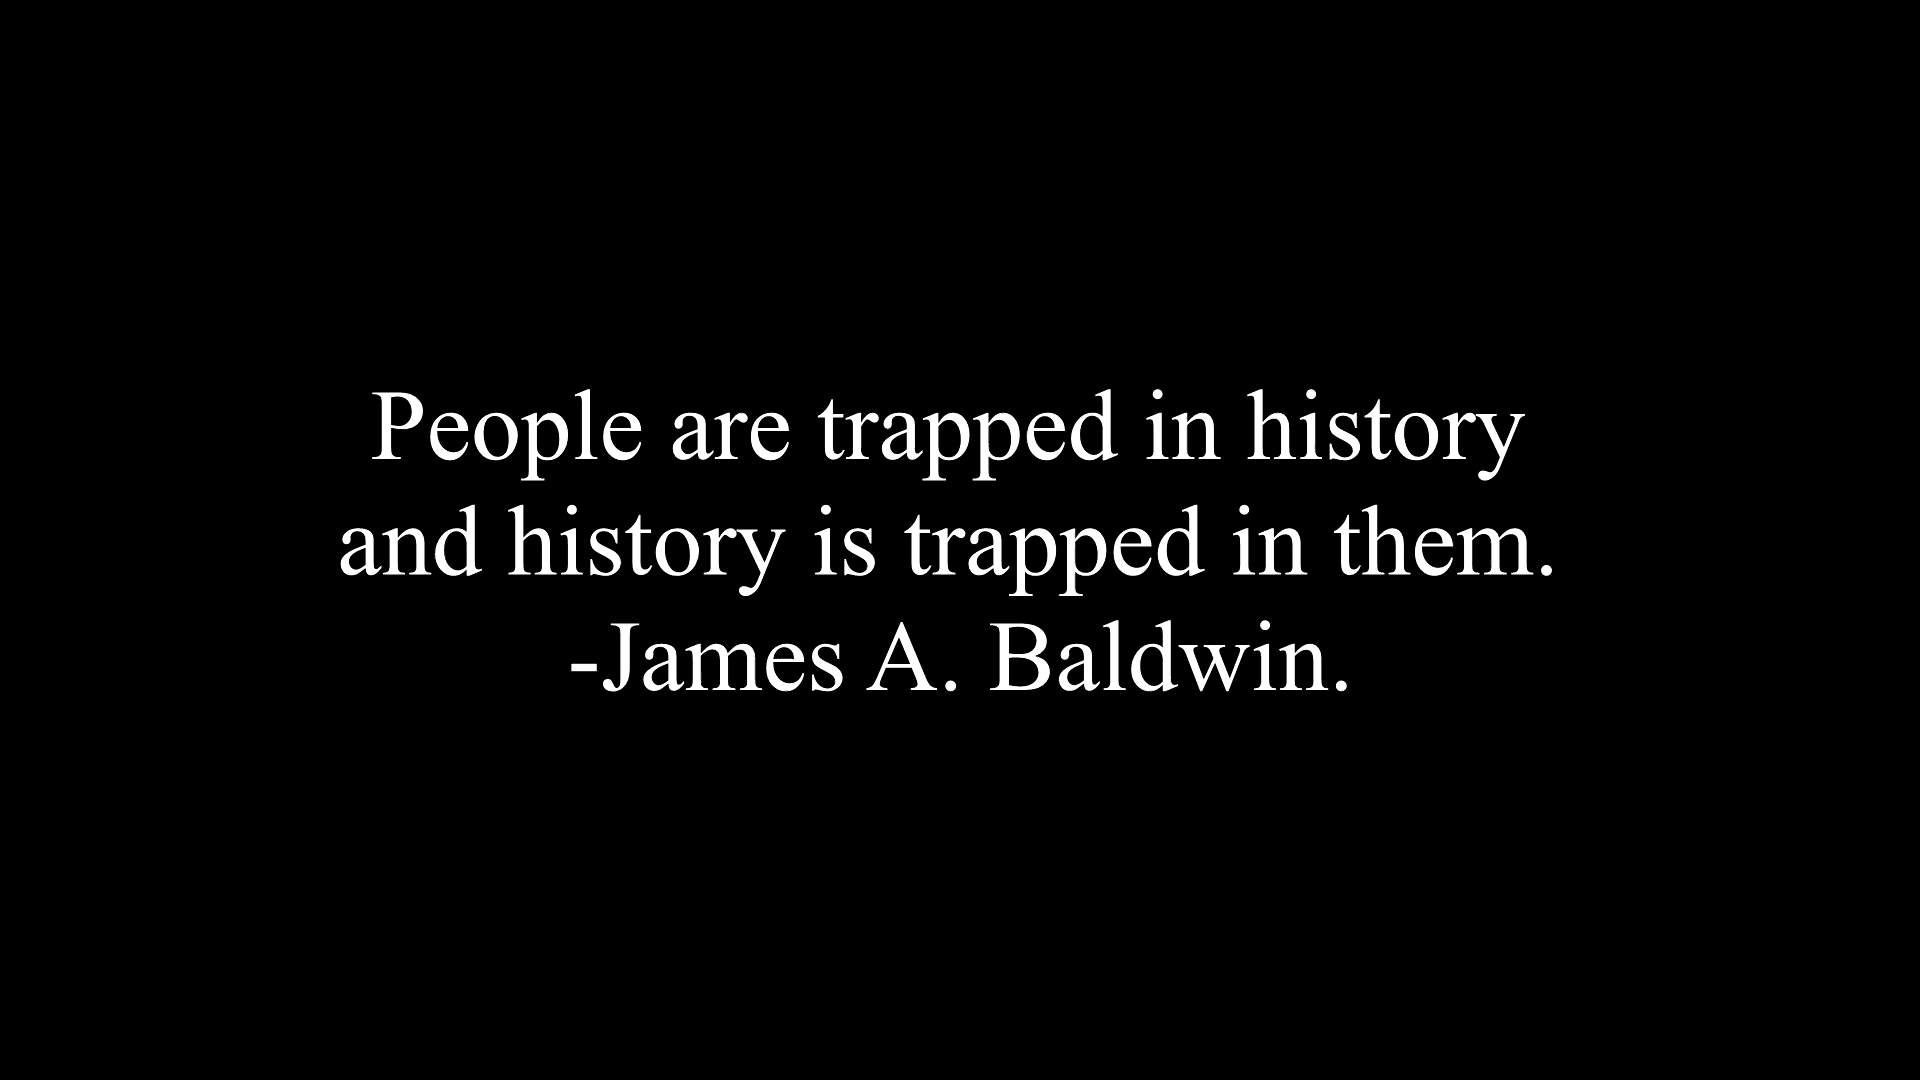 People are trapped in history
and history is trapped in them.
-James A. Baldwin.